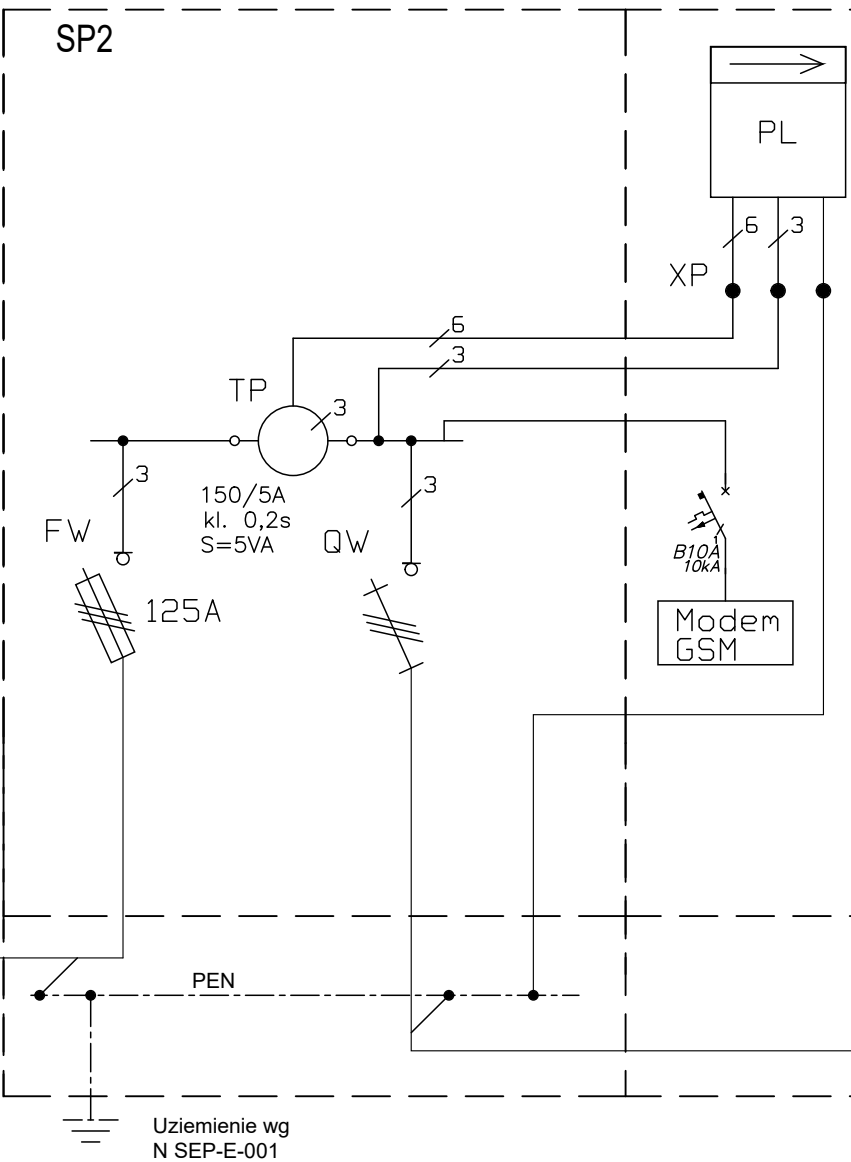 SP2
PL
6
3
XP
6
3
TP
3
150/5A
kl. 0,2s
S=5VA
3
FW
125A
3
QW
B10A
10kA
Modem
GSM
PEN
Uziemienie wg
N SEP-E-001